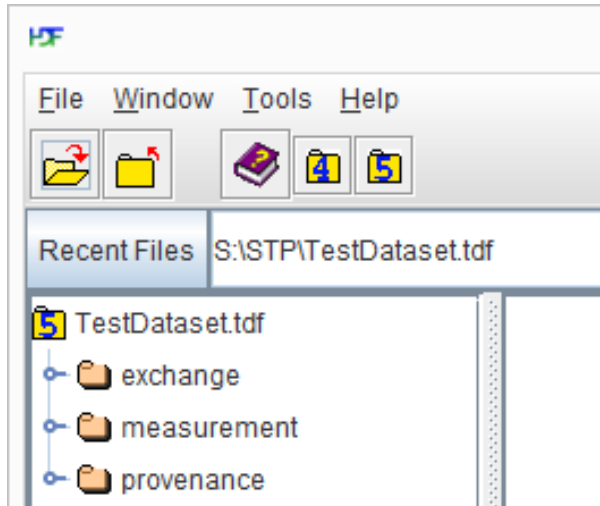 HDF
File Window Tools Help
4 5
Recent Files S:\STP\TestDataset.tdf
5 TestDataset.tdf
exchange
measurement
provenance